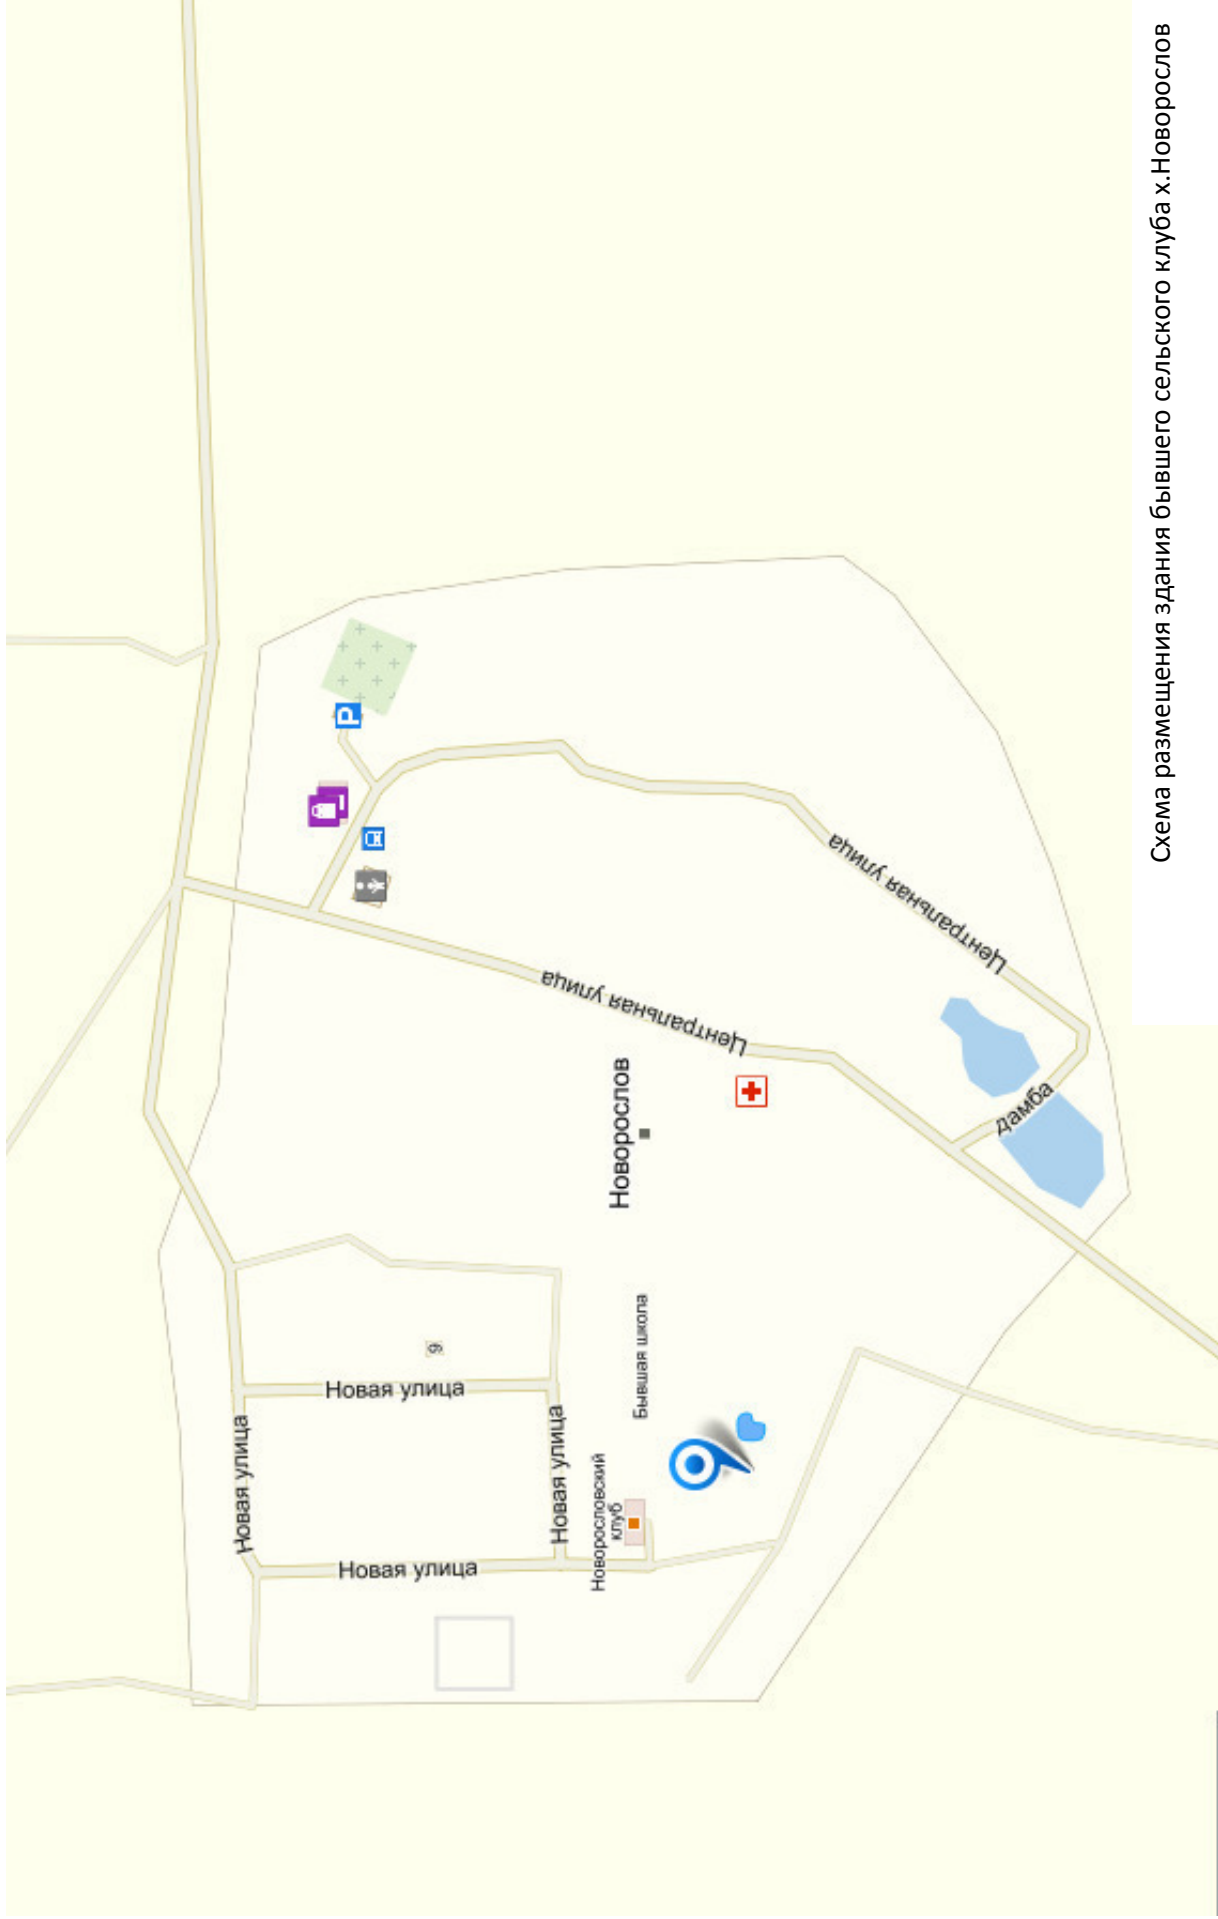 Новая улица
Р
Новая улица
Новая улица
9
Новая улица
Центральная улица
Новорословский
клуб
Новорослов
Бывшая школа
Центральная улица
дамба
Схема размещения здания бывшего сельского клуба х.Новорослов